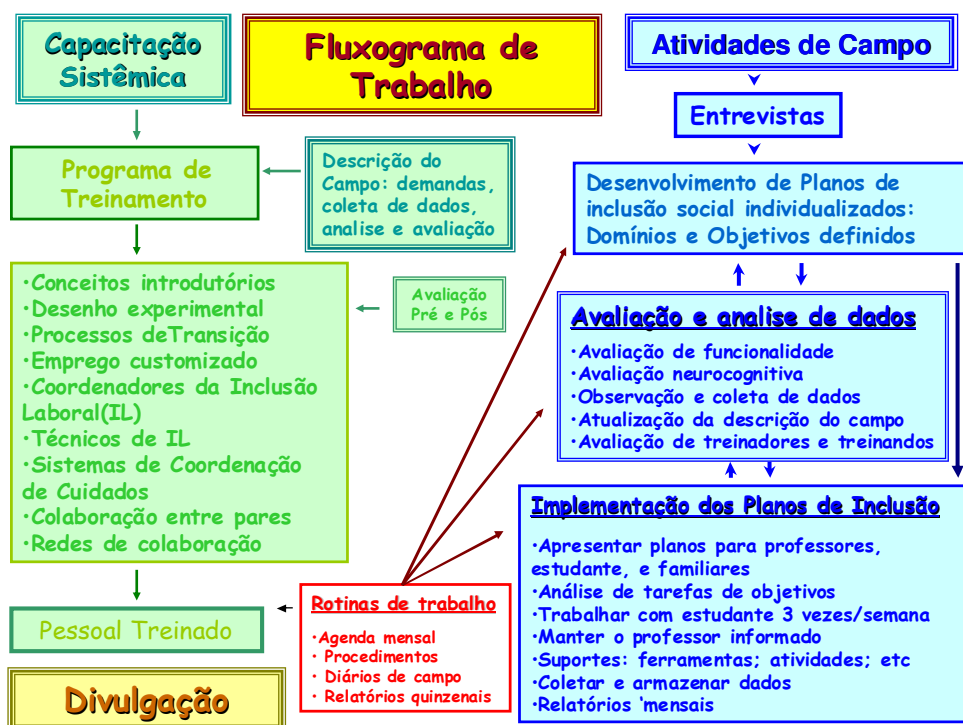 Capacitação
Sistêmica
Fluxograma de
Trabalho
Atividades de Campo
Entrevistas
Programa de
Treinamento
Descrição do
Campo: demandas,
coleta de dados,
analise e avaliação
Desenvolvimento de Planos de
inclusão social individualizados:
Domínios e Objetivos definidos
•Conceitos introdutórios
•Desenho experimental
•Processos deTransição
•Emprego customizado
•Coordenadores da Inclusão
Laboral(IL)
•Técnicos de IL
•Sistemas de Coordenação
de Cuidados
•Colaboração entre pares
•Redes de colaboração
Avaliação
Pré e Pós
Avaliação e analise de dados
•Avaliação de funcionalidade
•Avaliação neurocognitiva
•Observação e coleta de dados
•Atualização da descrição do campo
•Avaliação de treinadores e treinandos
Implementação dos Planos de Inclusão
•Apresentar planos para professores,
estudante, e familiares
•Análise de tarefas de objetivos
•Trabalhar com estudante 3 vezes/semana
•Manter o professor informado
•Suportes: ferramentas; atividades; etc
•Coletar e armazenar dados
•Relatórios ‘mensais
Rotinas de trabalho
•Agenda mensal
• Procedimentos
• Diários de campo
• Relatórios quinzenais
Pessoal Treinado
Divulgação